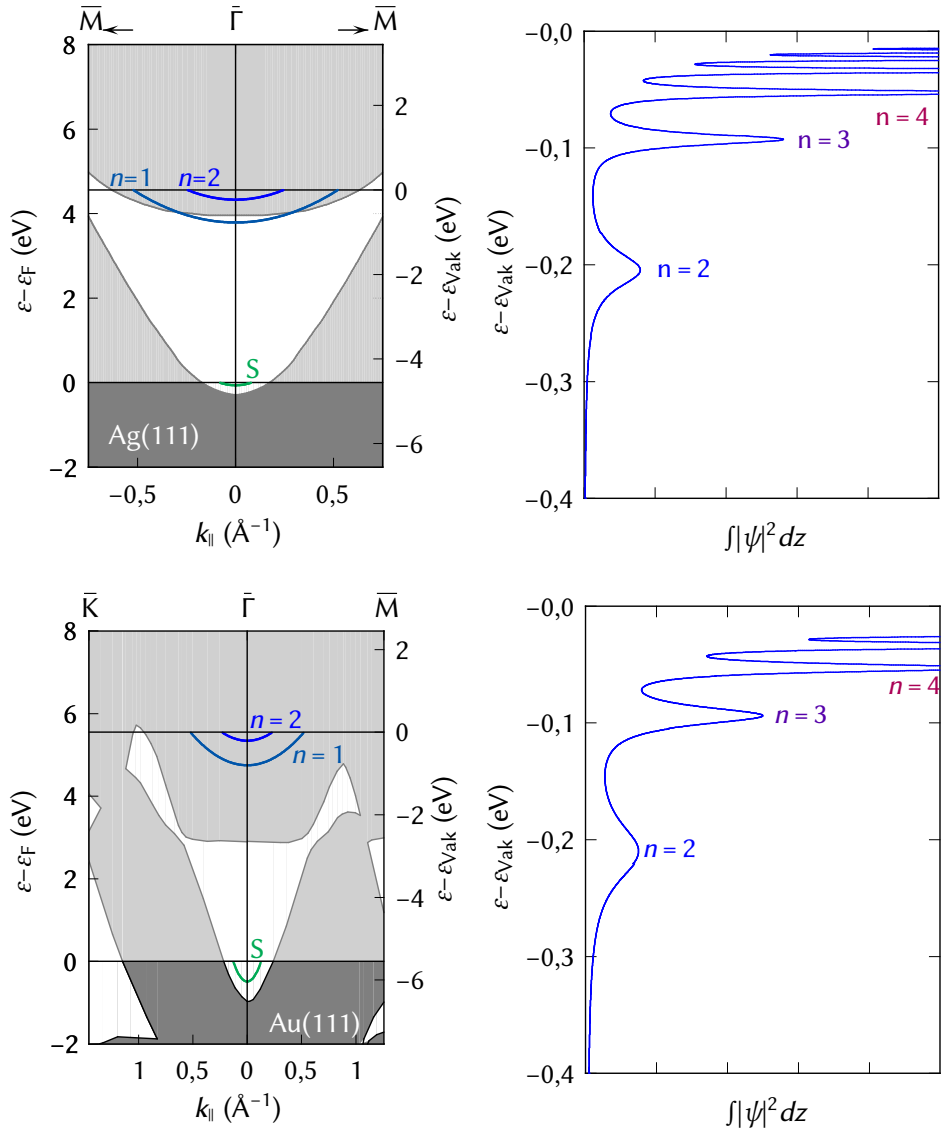 M̅ Γ̅ M̅
8
6
4
2
0
−2
ε−εF (eV)
n=1 n=2
S
Ag(111)
2
0
−2
−4
−6
ε−εVak (eV)
−0,5 0 0,5
k|| (Å⁻¹)
−0,0
−0,1
−0,2
−0,3
−0,4
ε−εVak (eV)
n = 4
n = 3
n = 2
∫|ψ|² dz
K̅ Γ̅ M̅
8
6
4
2
0
−2
ε−εF (eV)
n=2
n=1
S
Au(111)
2
0
−2
−4
−6
ε−εVak (eV)
1 0,5 0 0,5 1
k|| (Å⁻¹)
−0,0
−0,1
−0,2
−0,3
−0,4
ε−εVak (eV)
n=4
n=3
n=2
∫|ψ|² dz